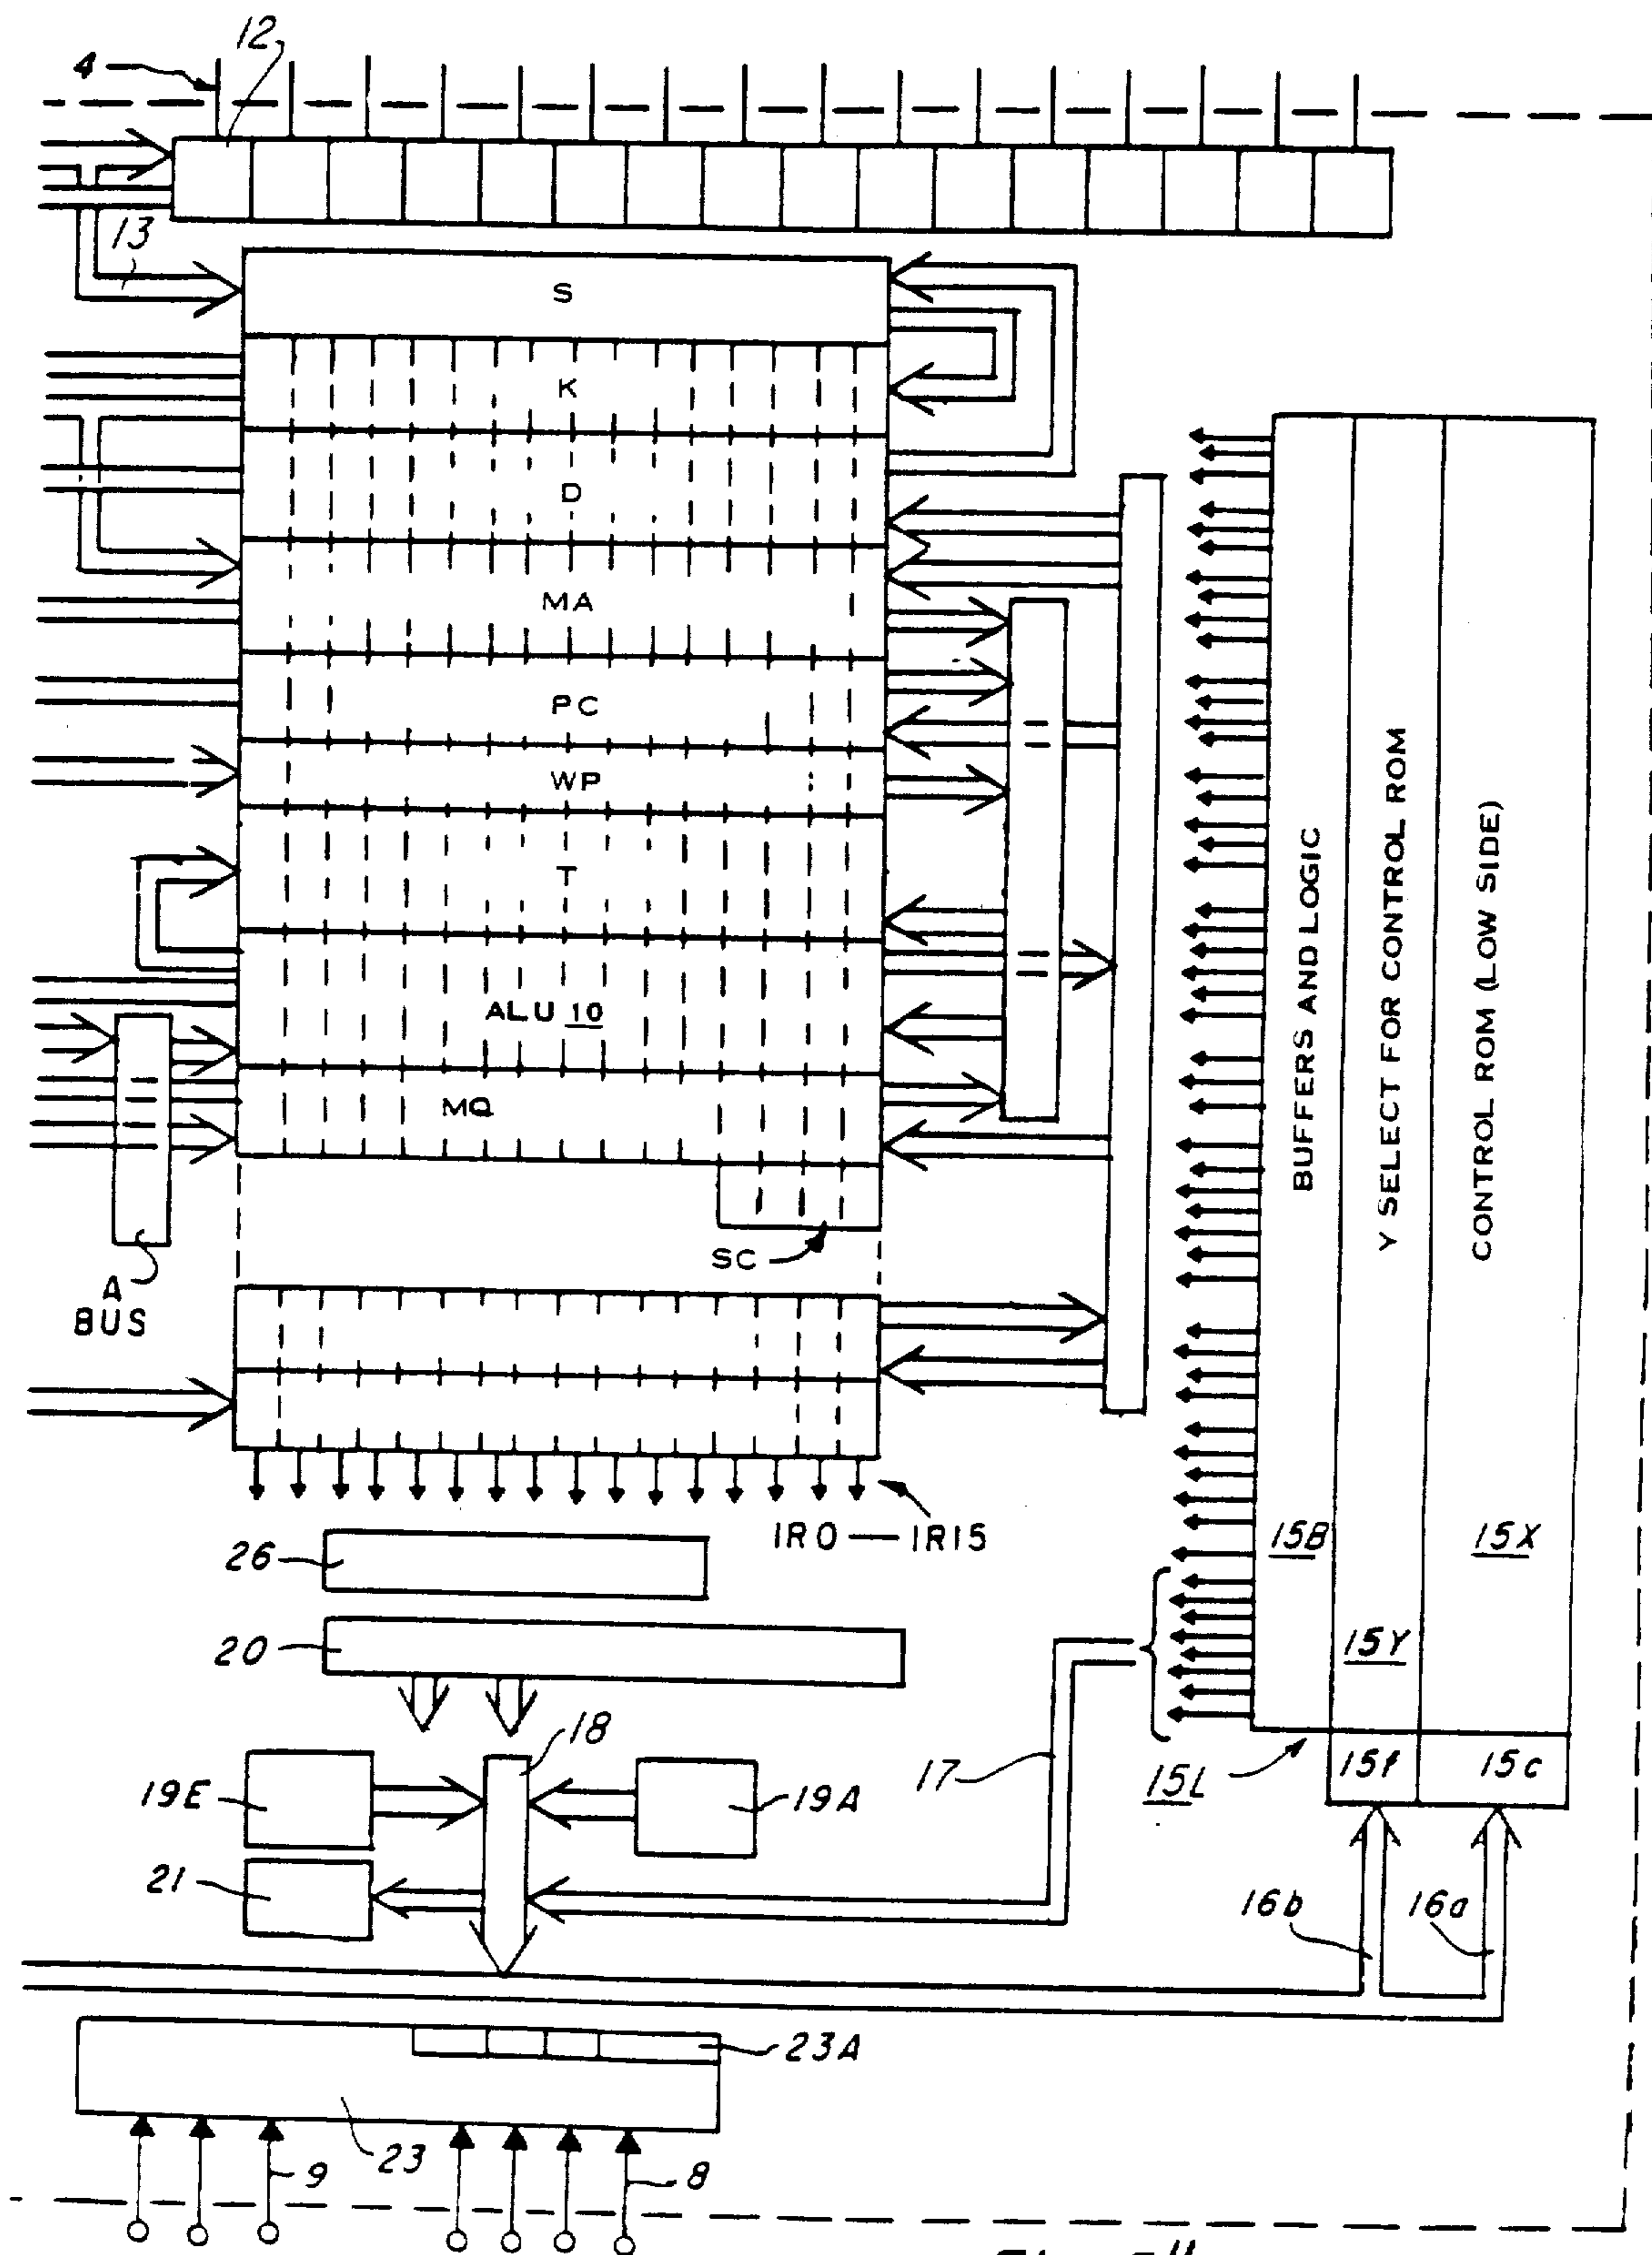 12
4
13
S
K
D
MA
PC
WP
T
ALU 10
MQ
SC
A
BUS
IR0 — IR15
26
20
18
19E
19A
21
17
BUFFERS AND LOGIC
Y SELECT FOR CONTROL ROM
CONTROL ROM (LOW SIDE)
15B
15X
15Y
15L
15f
15c
16b
16a
23A
23
9
8